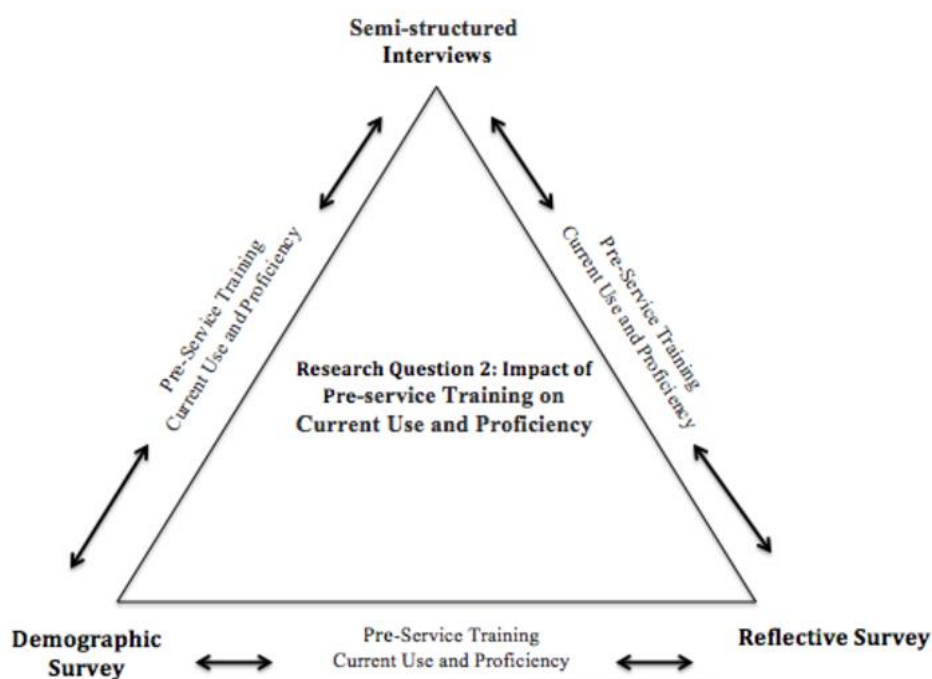 Semi-structured
Interviews
Pre-Service Training
Current Use and Proficiency
Pre-Service Training
Current Use and Proficiency
Research Question 2: Impact of
Pre-service Training on
Current Use and Proficiency
Demographic
Survey
Pre-Service Training
Current Use and Proficiency
Reflective Survey